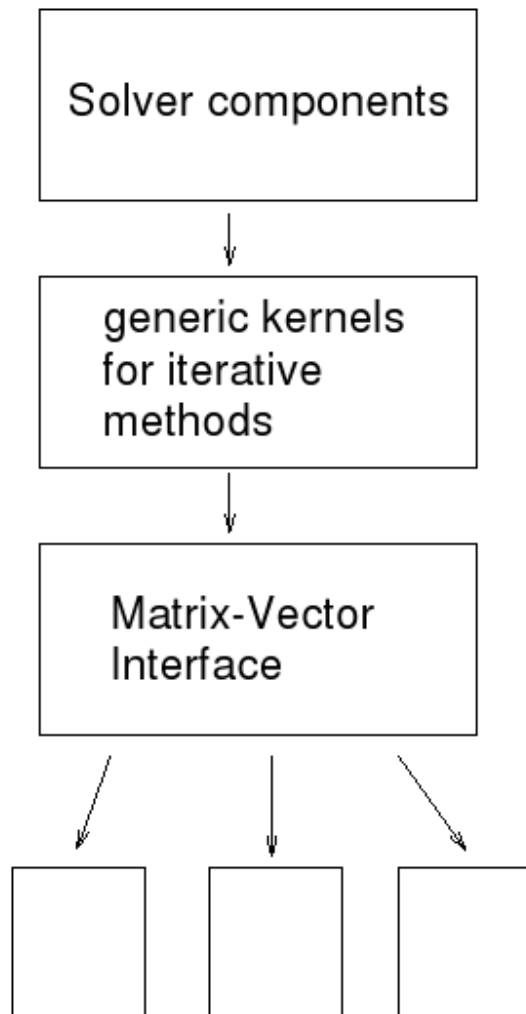 Solver components
generic kernels
for iterative
methods
Matrix-Vector
Interface